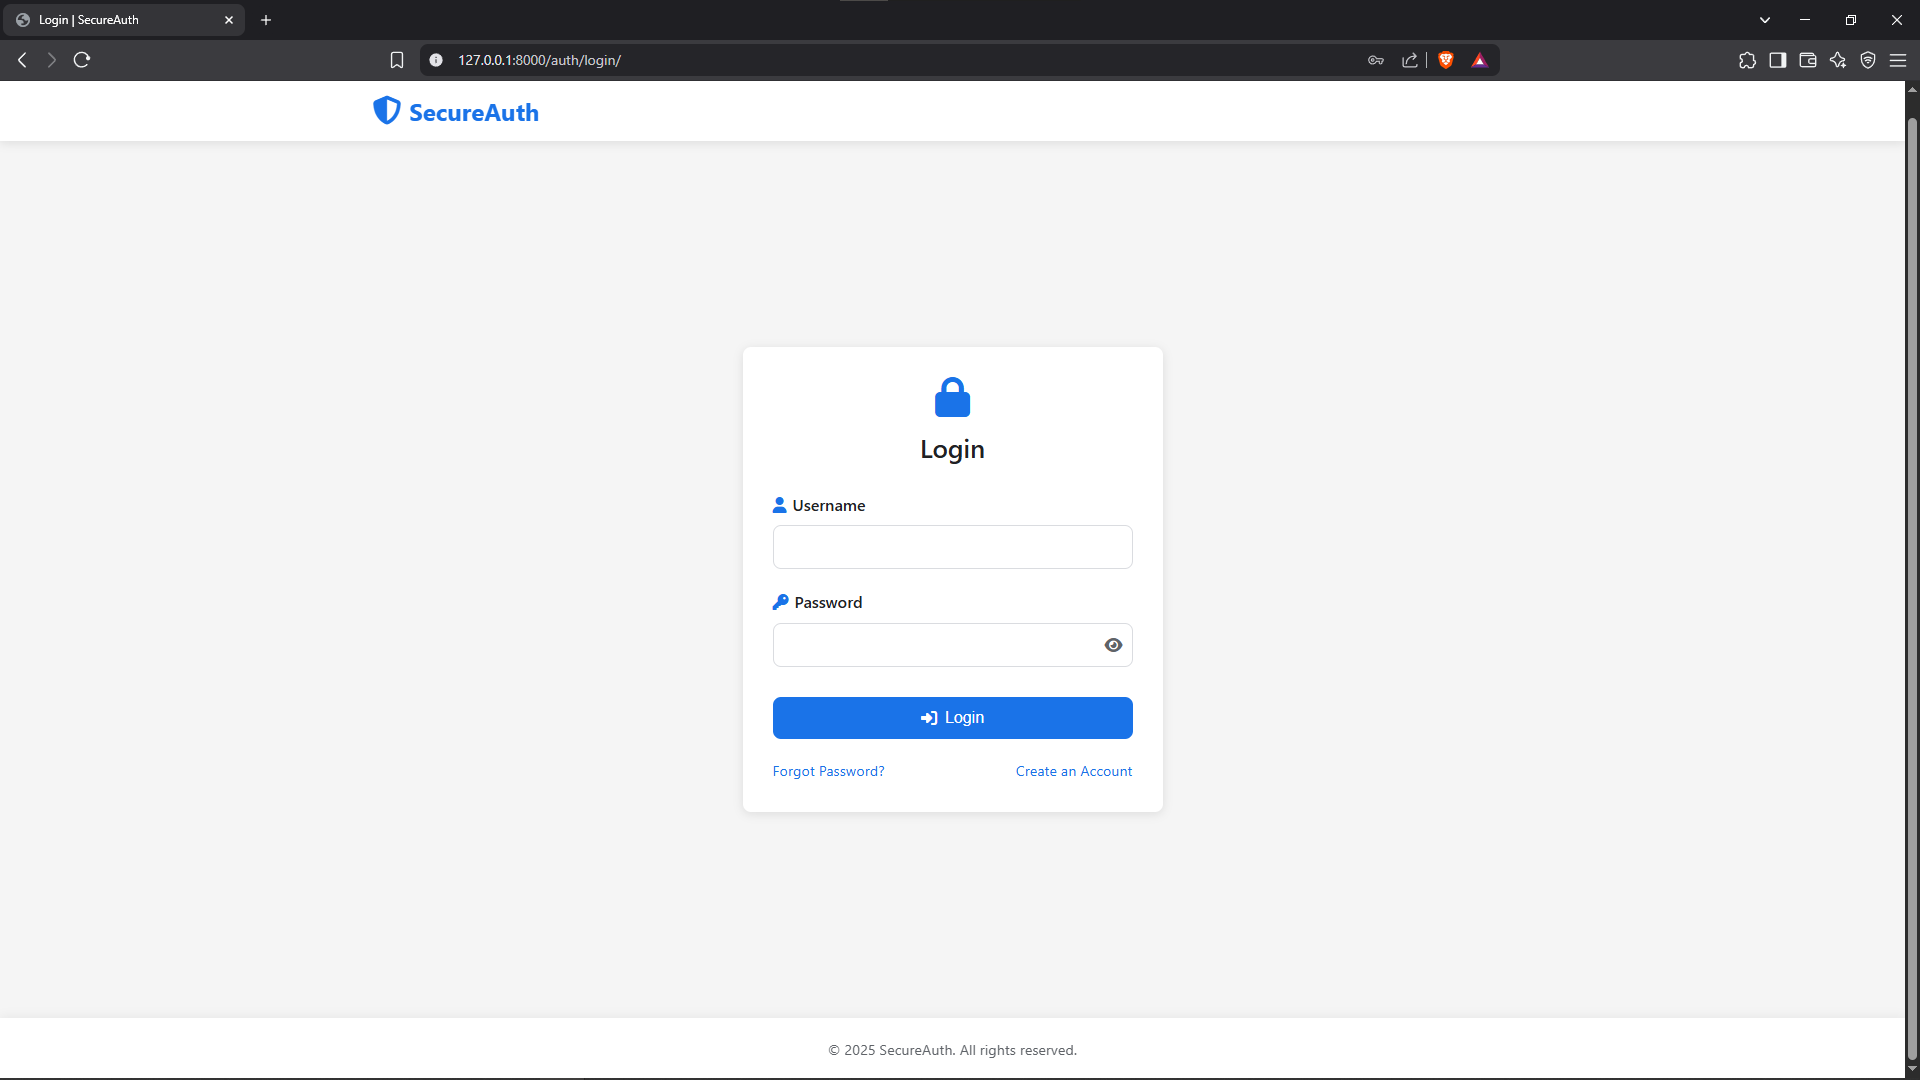 Login | SecureAuth
127.0.0.1:8000/auth/login/
SecureAuth
Login
Username
Password
Login
Forgot Password?
Create an Account
© 2025 SecureAuth. All rights reserved.